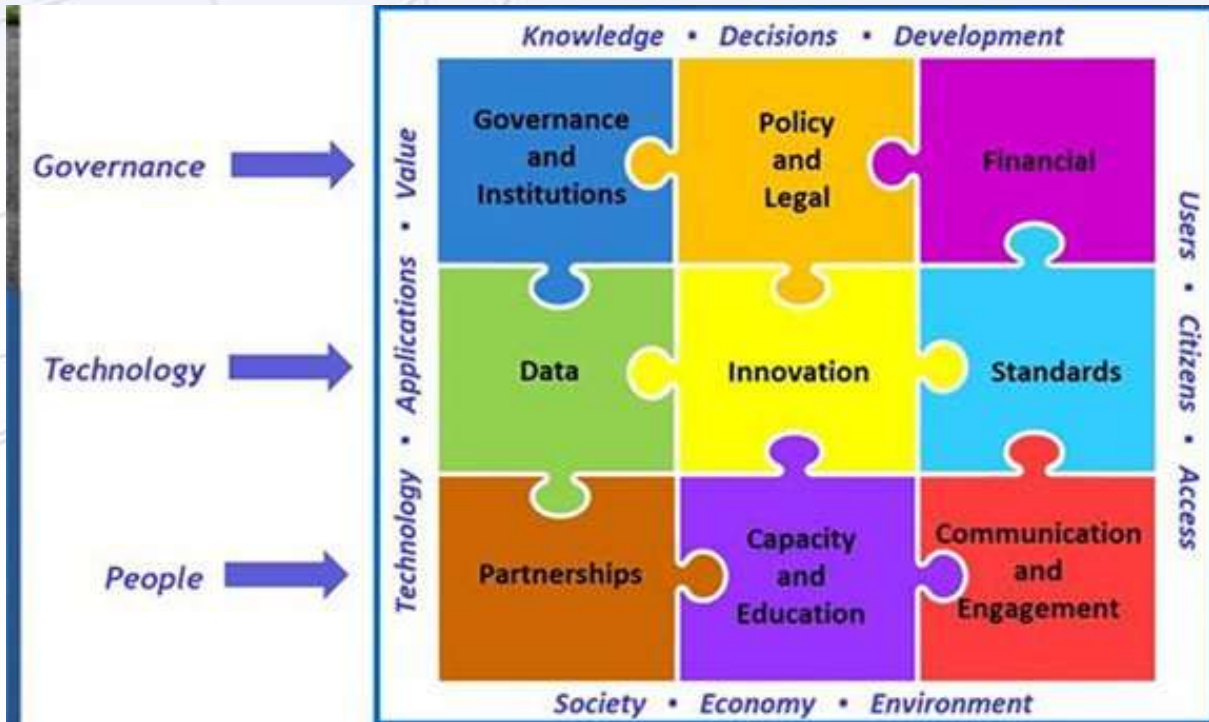 Knowledge • Decisions • Development
Governance
Technology
People
Technology • Applications • Value
Governance
and
Institutions
Policy
and
Legal
Financial
Data
Innovation
Standards
Partnerships
Capacity
and
Education
Communication
and
Engagement
Users • Citizens • Access
Society • Economy • Environment